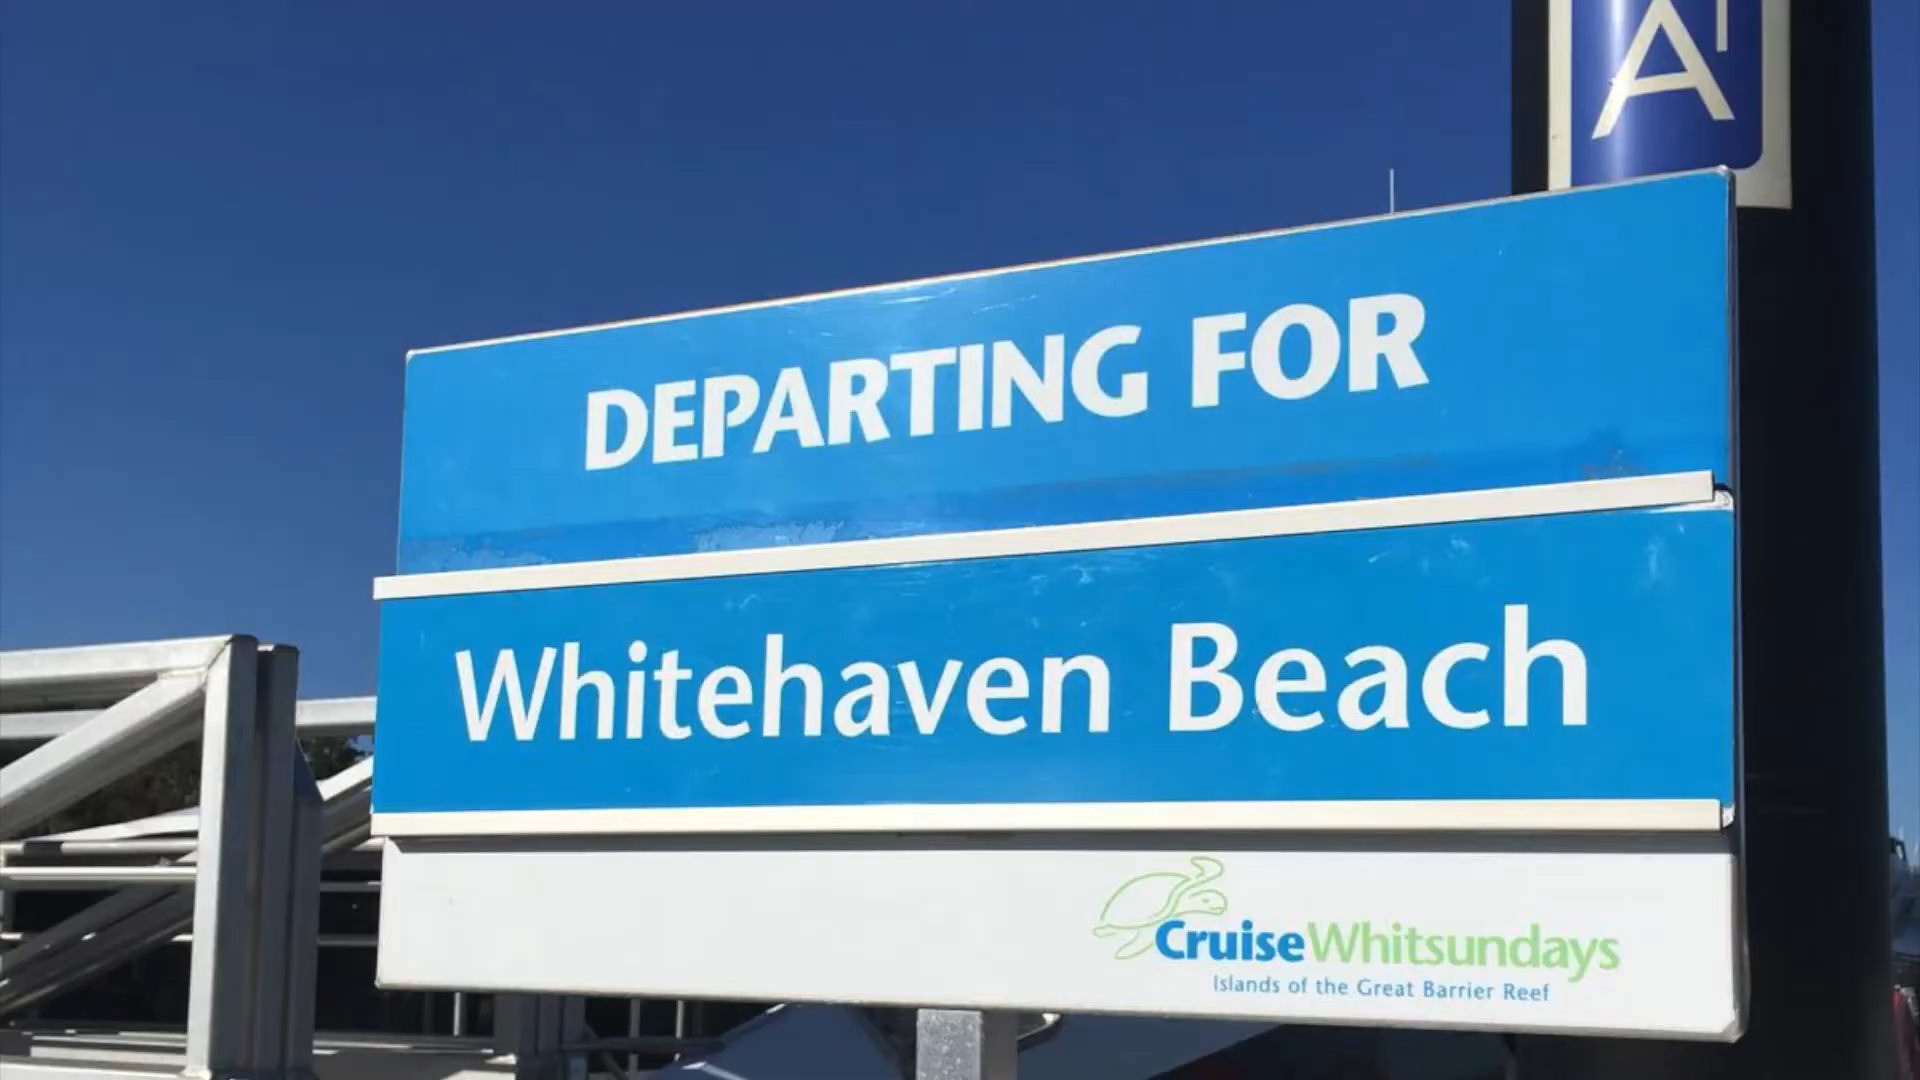 A
DEPARTING FOR
Whitehaven Beach
CruiseWhitsundays
Islands of the Great Barrier Reef